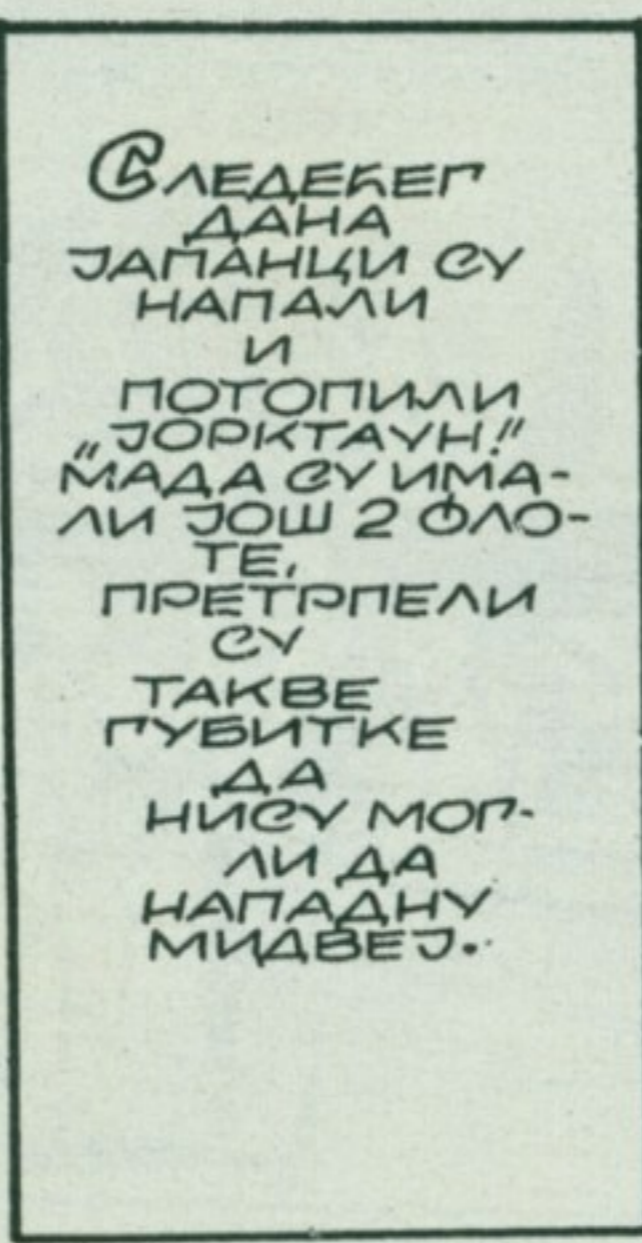 СЛЕДЕЋЕГ
ДАНА
ЈАПАНЦИ СУ
НАПАЛИ
И
ПОТОПИЛИ
„ЈОРКТАУН!”
МАДА СУ ИМА-
ЛИ ЈОШ 2 ФЛО-
ТЕ,
ПРЕТРПЕЛИ
СУ
ТАКВЕ
ГУБИТКЕ
ДА
НИСУ МОГ-
ЛИ ДА
НАПАДНУ
МИДВЕЈ.